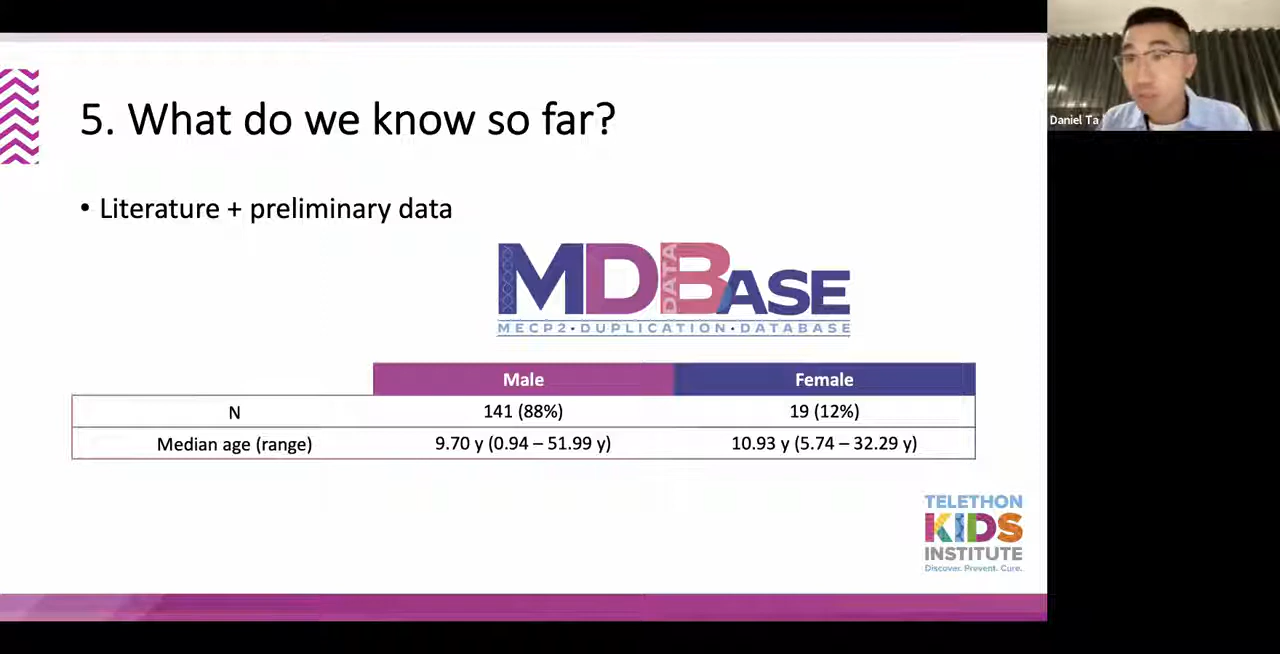 5. What do we know so far?
• Literature + preliminary data
MDBASE
DATA
MECP2•DUPLICATION•DATABASE
Male Female
N 141 (88%) 19 (12%)
Median age (range) 9.70 y (0.94 – 51.99 y) 10.93 y (5.74 – 32.29 y)
TELETHON
KIDS
INSTITUTE
Discover. Prevent. Cure.
Daniel Ta